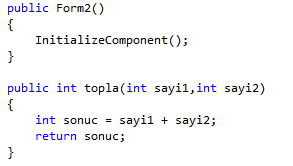 public Form2()
{
    InitializeComponent();
}
public int topla(int sayi1,int sayi2)
{
    int sonuc = sayi1 + sayi2;
    return sonuc;
}